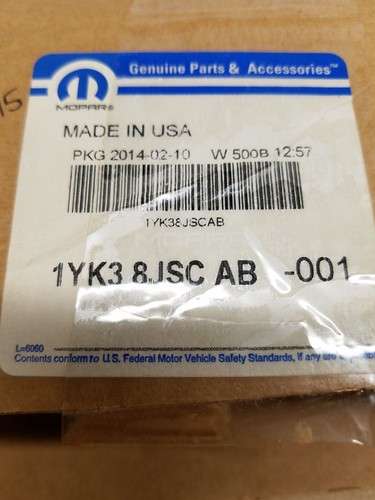 Genuine Parts & Accessories™
MOPAR®
MADE IN USA
PKG 2014-02-10 W 500B 12:57
1YK38JSCAB
1YK3 8JSC AB -001
L=6060
Contents conform to U.S. Federal Motor Vehicle Safety Standards, if any are